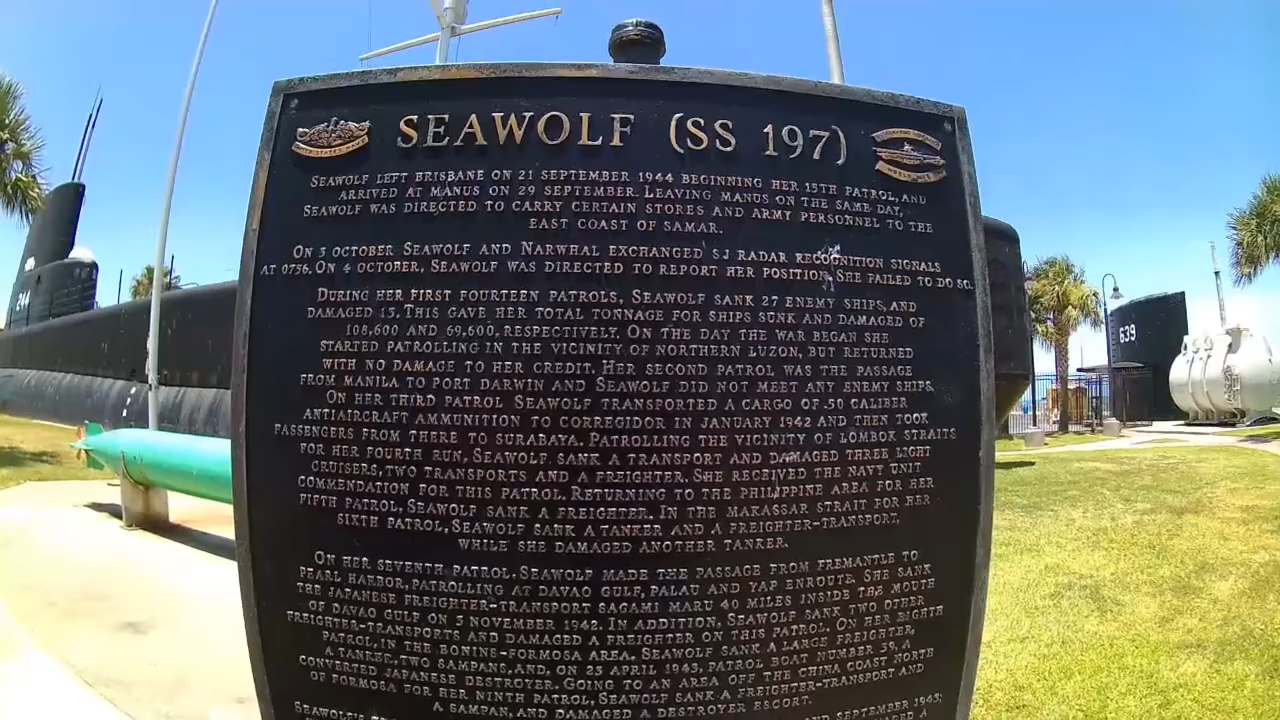 SEAWOLF (SS 197)
UNITED STATES NAVY
SEAWOLF LEFT BRISBANE ON 21 SEPTEMBER 1944 BEGINNING HER 15TH PATROL, AND
ARRIVED AT MANUS ON 29 SEPTEMBER. LEAVING MANUS ON THE SAME DAY,
SEAWOLF WAS DIRECTED TO CARRY CERTAIN STORES AND ARMY PERSONNEL TO THE
EAST COAST OF SAMAR.
ON 3 OCTOBER SEAWOLF AND NARWHAL EXCHANGED SJ RADAR RECOGNITION SIGNALS
AT 0756. ON 4 OCTOBER, SEAWOLF WAS DIRECTED TO REPORT HER POSITION, SHE FAILED TO DO SO.
DURING HER FIRST FOURTEEN PATROLS, SEAWOLF SANK 27 ENEMY SHIPS, AND
DAMAGED 13. THIS GAVE HER TOTAL TONNAGE FOR SHIPS SUNK AND DAMAGED OF
108,600 AND 69,600, RESPECTIVELY. ON THE DAY THE WAR BEGAN SHE
STARTED PATROLLING IN THE VICINITY OF NORTHERN LUZON, BUT RETURNED
WITH NO DAMAGE TO HER CREDIT. HER SECOND PATROL WAS THE PASSAGE
FROM MANILA TO PORT DARWIN AND SEAWOLF DID NOT MEET ANY ENEMY SHIPS.
ON HER THIRD PATROL SEAWOLF TRANSPORTED A CARGO OF .50 CALIBER
ANTIAIRCRAFT AMMUNITION TO CORREGIDOR IN JANUARY 1942 AND THEN TOOK
PASSENGERS FROM THERE TO SURABAYA. PATROLLING THE VICINITY OF LOMBOK STRAITS
FOR HER FOURTH RUN, SEAWOLF SANK A TRANSPORT AND DAMAGED THREE LIGHT
CRUISERS, TWO TRANSPORTS AND A FREIGHTER. SHE RECEIVED THE NAVY UNIT
COMMENDATION FOR THIS PATROL. RETURNING TO THE PHILIPPINE AREA FOR HER
FIFTH PATROL, SEAWOLF SANK A FREIGHTER. IN THE MAKASSAR STRAIT FOR HER
SIXTH PATROL, SEAWOLF SANK A TANKER AND A FREIGHTER-TRANSPORT,
WHILE SHE DAMAGED ANOTHER TANKER.
ON HER SEVENTH PATROL, SEAWOLF MADE THE PASSAGE FROM FREMANTLE TO
PEARL HARBOR, PATROLLING AT DAVAO GULF, PALAU AND YAP ENROUTE. SHE SANK
THE JAPANESE FREIGHTER-TRANSPORT SAGAMI MARU 40 MILES INSIDE THE MOUTH
OF DAVAO GULF ON 3 NOVEMBER 1942. IN ADDITION, SEAWOLF SANK TWO OTHER
FREIGHTER-TRANSPORTS AND DAMAGED A FREIGHTER ON THIS PATROL. ON HER EIGHTH
PATROL, IN THE BONINS-FORMOSA AREA, SEAWOLF SANK A LARGE FREIGHTER,
A TANKER, TWO SAMPANS, AND, ON 23 APRIL 1943, PATROL BOAT NUMBER 39, A
CONVERTED JAPANESE DESTROYER. GOING TO AN AREA OFF THE CHINA COAST NORTH
OF FORMOSA FOR HER NINTH PATROL, SEAWOLF SANK A FREIGHTER-TRANSPORT AND
A SAMPAN, AND DAMAGED A DESTROYER ESCORT.
SEAWOLF'S AND SEPTEMBER 1943;
244
639